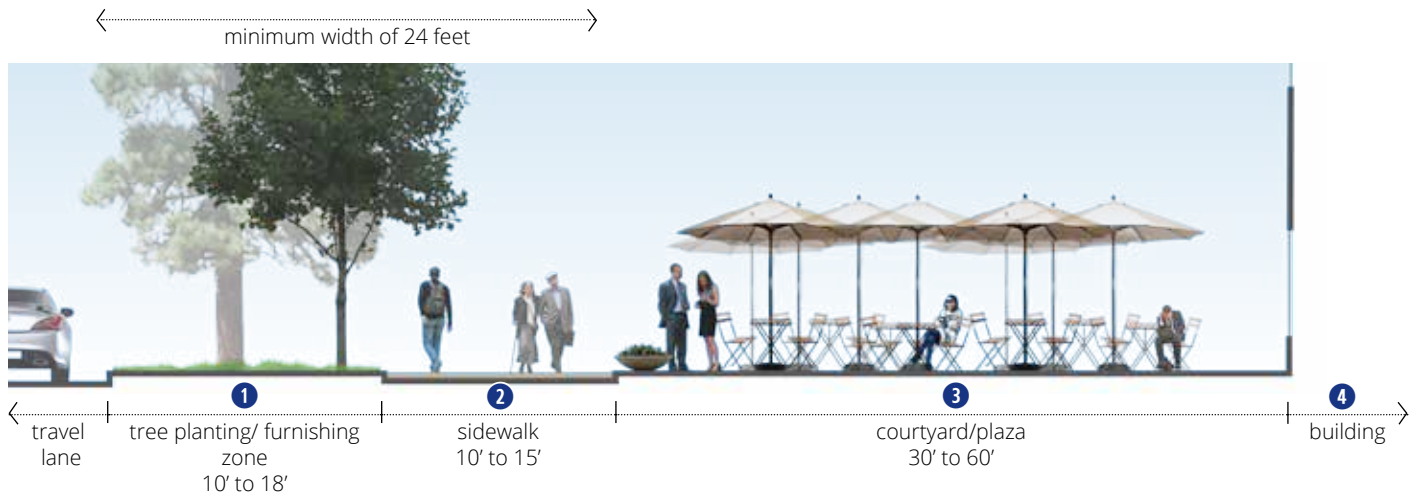 minimum width of 24 feet
1
2
3
4
travel
lane
tree planting/ furnishing
zone
10’ to 18’
sidewalk
10’ to 15’
courtyard/plaza
30’ to 60’
building